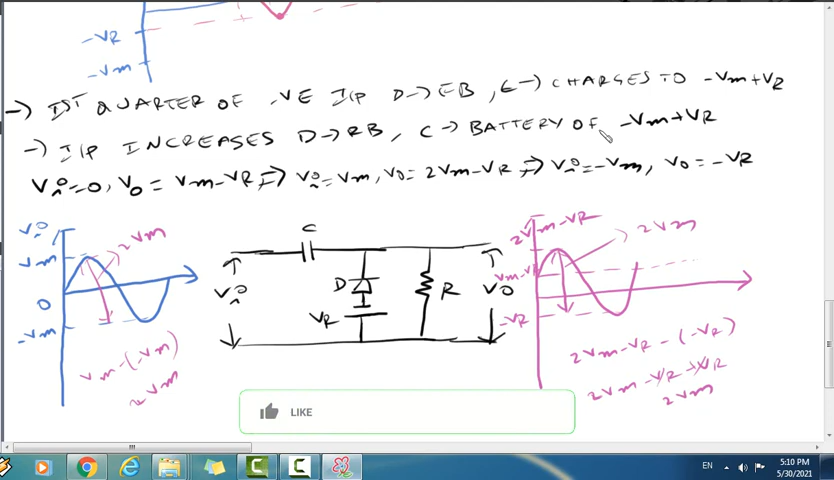 -VR
-Vm
→ IST QUARTER OF -VE I/P D→FB, C→ CHARGES TO -Vm+VR
→ I/P INCREASES D→RB, C→ BATTERY OF -Vm+VR
Vi=0, Vo = Vm-VR ⇒ Vi=Vm, Vo= 2Vm-VR ⇒ Vi=-Vm, Vo = -VR
Vi
Vm
0
-Vm
2Vm
Vm-(-Vm)
2Vm
C
Vi
D
VR
R
Vo
2Vm-VR
Vm-VR
-VR
2Vm
2Vm-VR-(-VR)
2Vm-VR+VR
2Vm
LIKE
EN
5:10 PM
5/30/2021